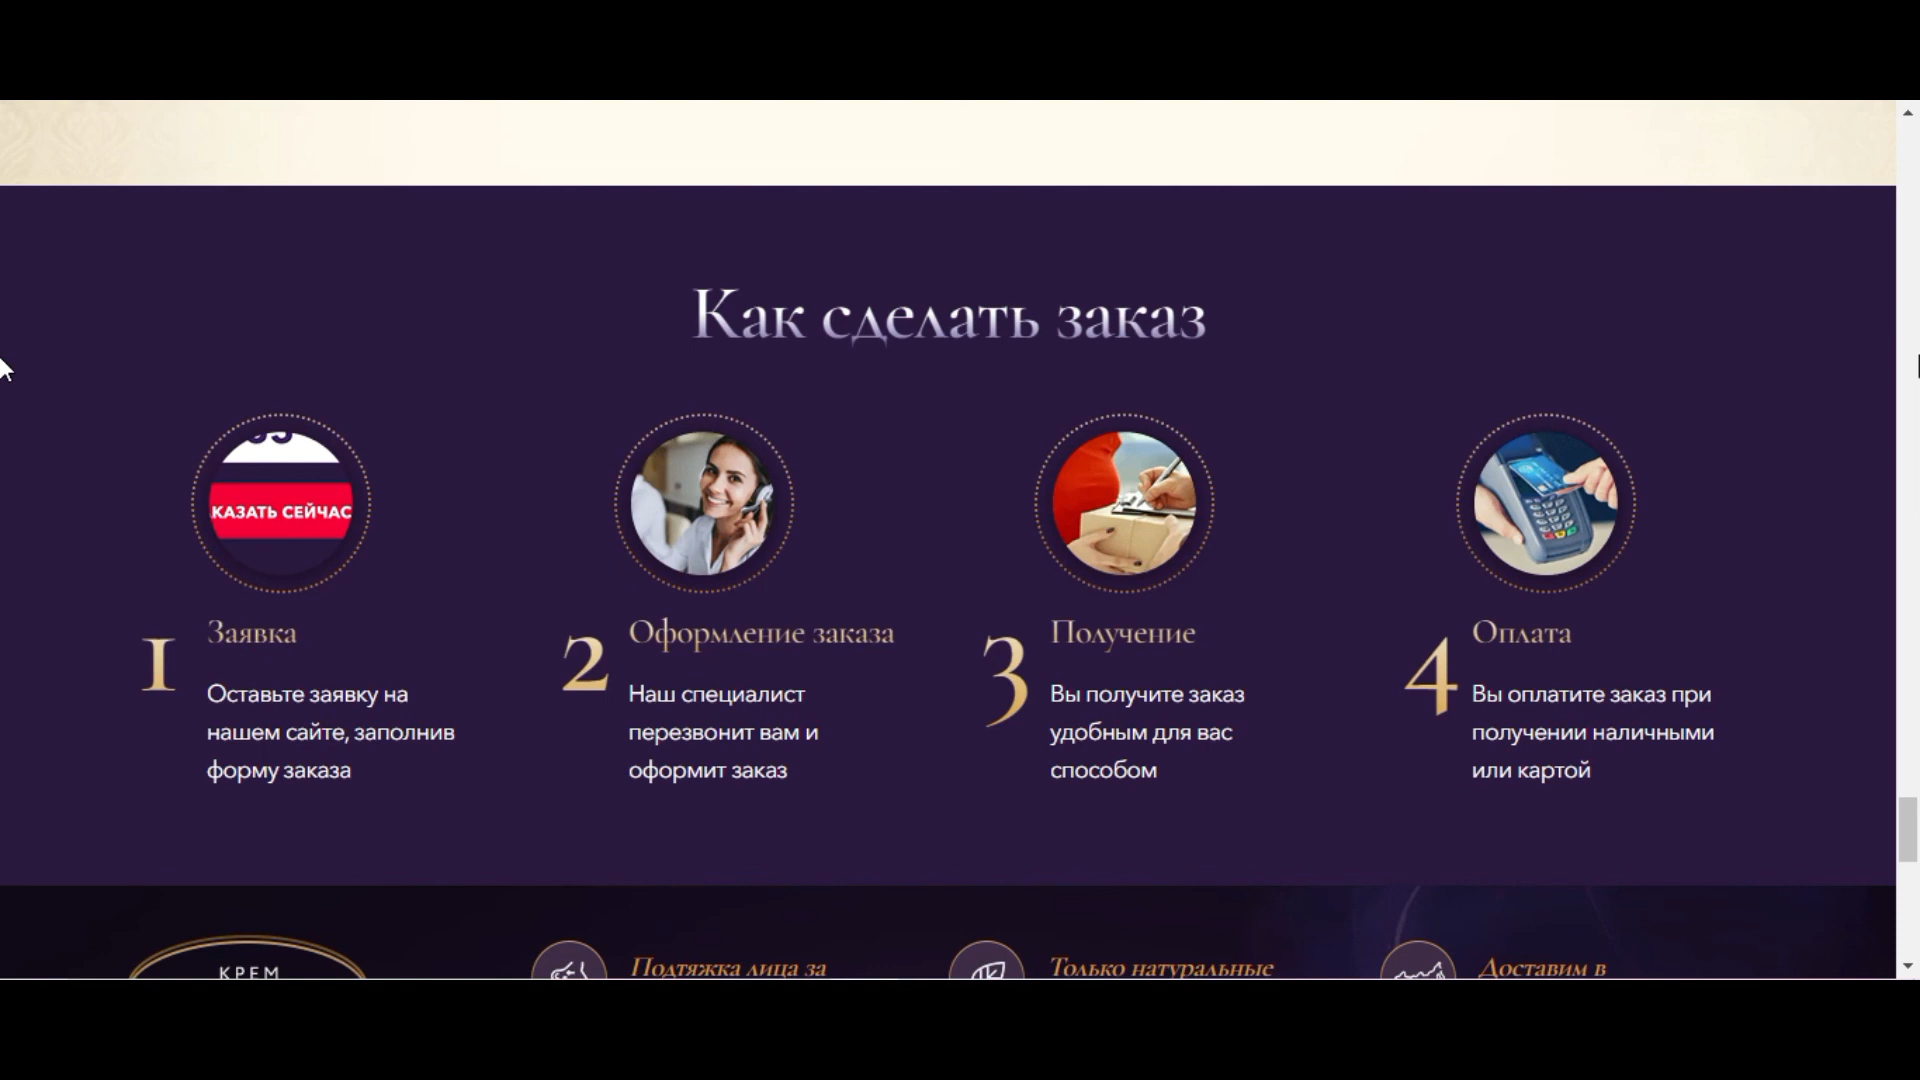 Как сделать заказ
КАЗАТЬ СЕЙЧАС
1
Заявка
Оставьте заявку на
нашем сайте, заполнив
форму заказа
2
Оформление заказа
Наш специалист
перезвонит вам и
оформит заказ
3
Получение
Вы получите заказ
удобным для вас
способом
4
Оплата
Вы оплатите заказ при
получении наличными
или картой
КРЕМ
Подтяжка лица за
Только натуральные
Доставим в